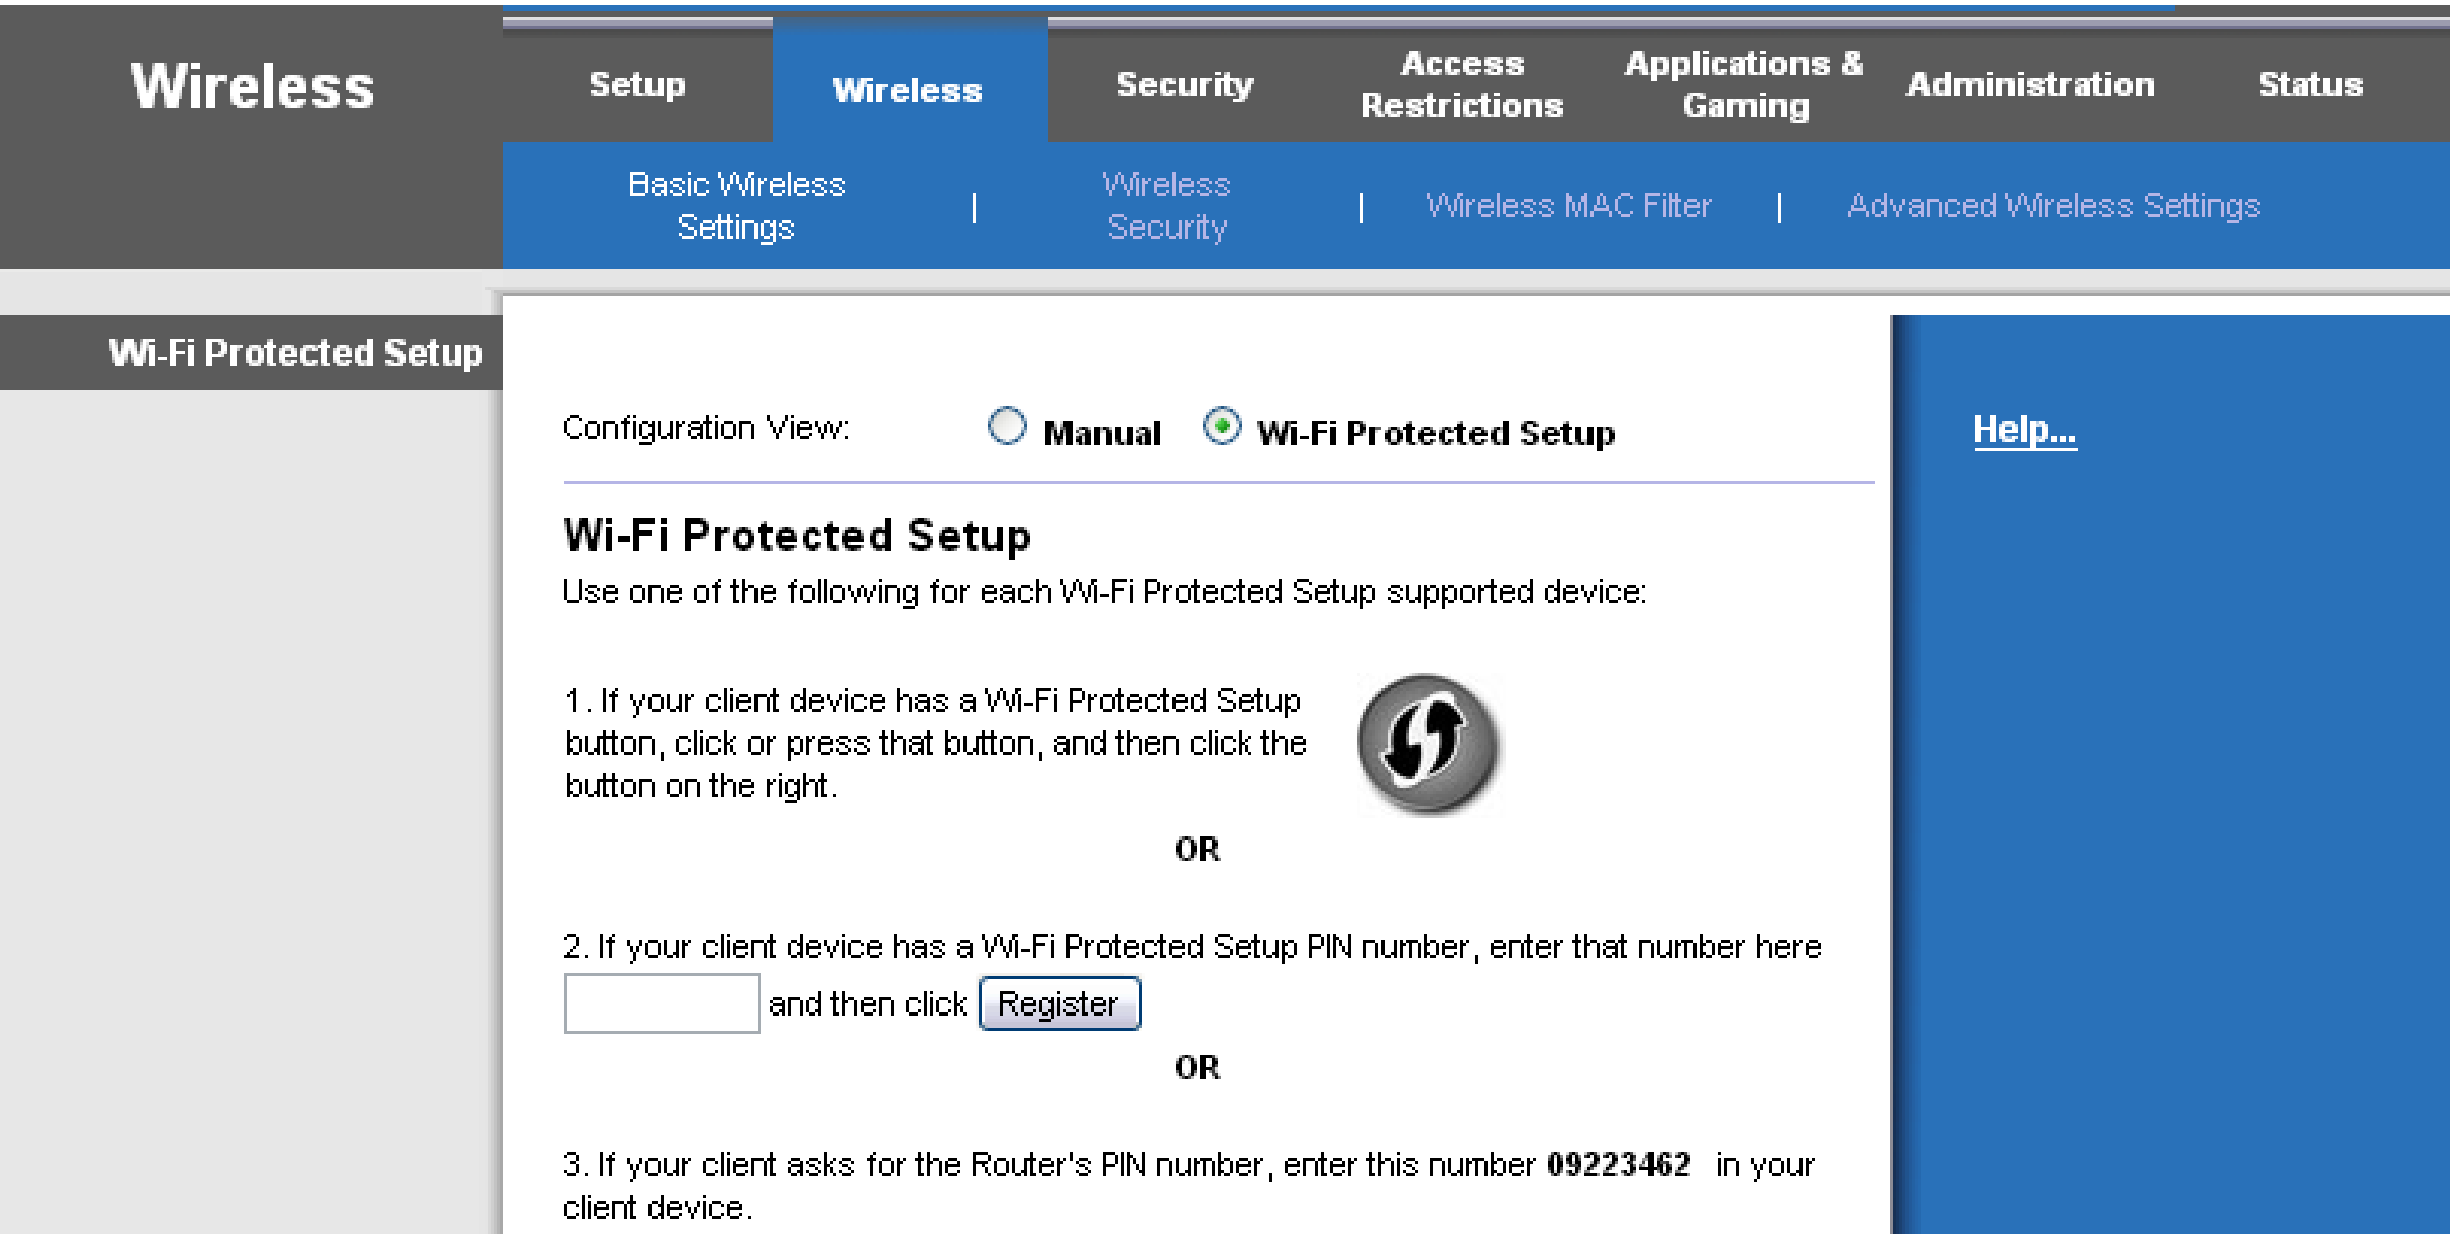 Wireless
Setup
Wireless
Security
Access
Restrictions
Applications &
Gaming
Administration
Status
Basic Wireless
Settings
|
Wireless
Security
|
Wireless MAC Filter
|
Advanced Wireless Settings
Wi-Fi Protected Setup
Configuration View:
Manual
Wi-Fi Protected Setup
Help...
Wi-Fi Protected Setup
Use one of the following for each Wi-Fi Protected Setup supported device:
1. If your client device has a Wi-Fi Protected Setup
button, click or press that button, and then click the
button on the right.
OR
2. If your client device has a Wi-Fi Protected Setup PIN number, enter that number here
and then click Register
OR
3. If your client asks for the Router's PIN number, enter this number 09223462 in your
client device.